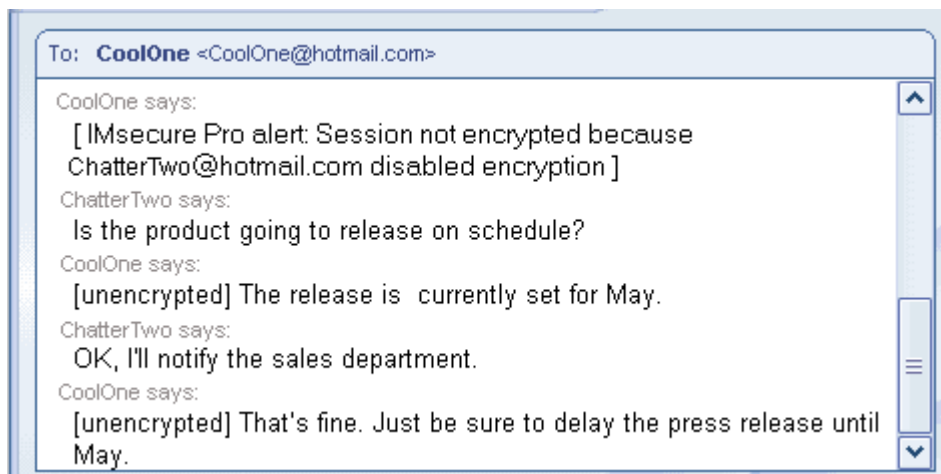 To: CoolOne <CoolOne@hotmail.com>
CoolOne says:
[ IMsecure Pro alert: Session not encrypted because
ChatterTwo@hotmail.com disabled encryption ]
ChatterTwo says:
Is the product going to release on schedule?
CoolOne says:
[unencrypted] The release is currently set for May.
ChatterTwo says:
OK, I'll notify the sales department.
CoolOne says:
[unencrypted] That's fine. Just be sure to delay the press release until
May.